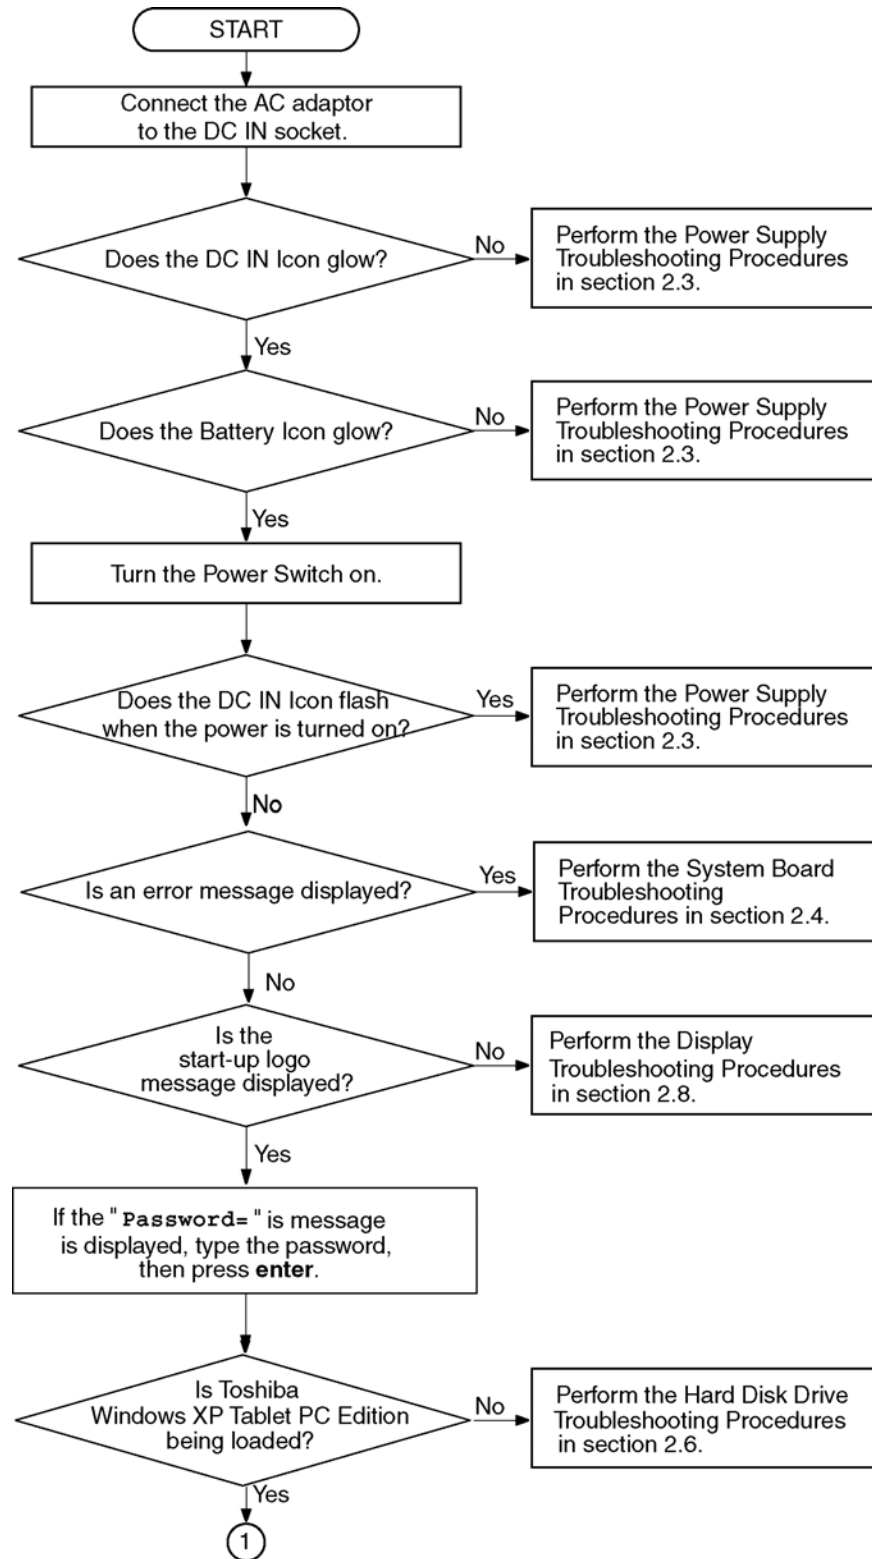 START
Connect the AC adaptor
to the DC IN socket.
Does the DC IN Icon glow?
No
Perform the Power Supply
Troubleshooting Procedures
in section 2.3.
Yes
Does the Battery Icon glow?
No
Perform the Power Supply
Troubleshooting Procedures
in section 2.3.
Yes
Turn the Power Switch on.
Does the DC IN Icon flash
when the power is turned on?
Yes
Perform the Power Supply
Troubleshooting Procedures
in section 2.3.
No
Is an error message displayed?
Yes
Perform the System Board
Troubleshooting
Procedures in section 2.4.
No
Is the
start-up logo
message displayed?
No
Perform the Display
Troubleshooting Procedures
in section 2.8.
Yes
If the " Password= " is message
is displayed, type the password,
then press enter.
Is Toshiba
Windows XP Tablet PC Edition
being loaded?
No
Perform the Hard Disk Drive
Troubleshooting Procedures
in section 2.6.
Yes
1